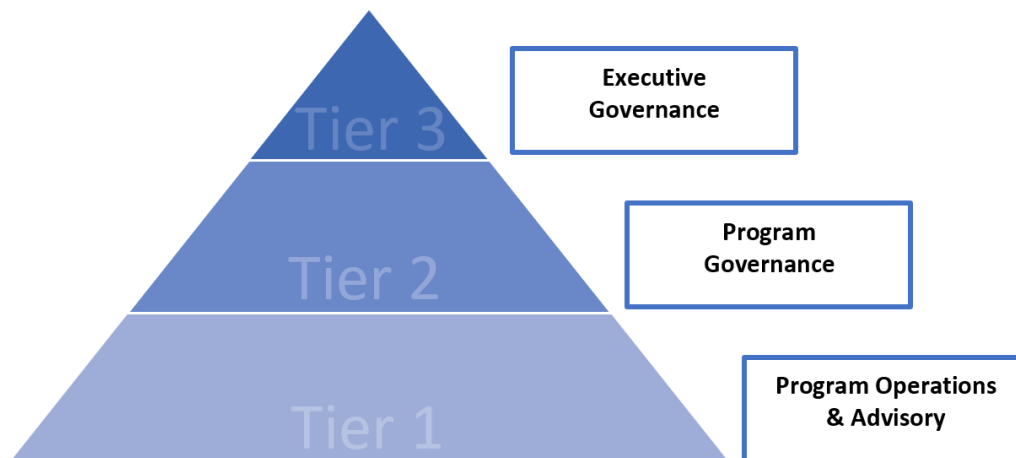 Tier 3
Executive
Governance
Tier 2
Program
Governance
Tier 1
Program Operations
& Advisory